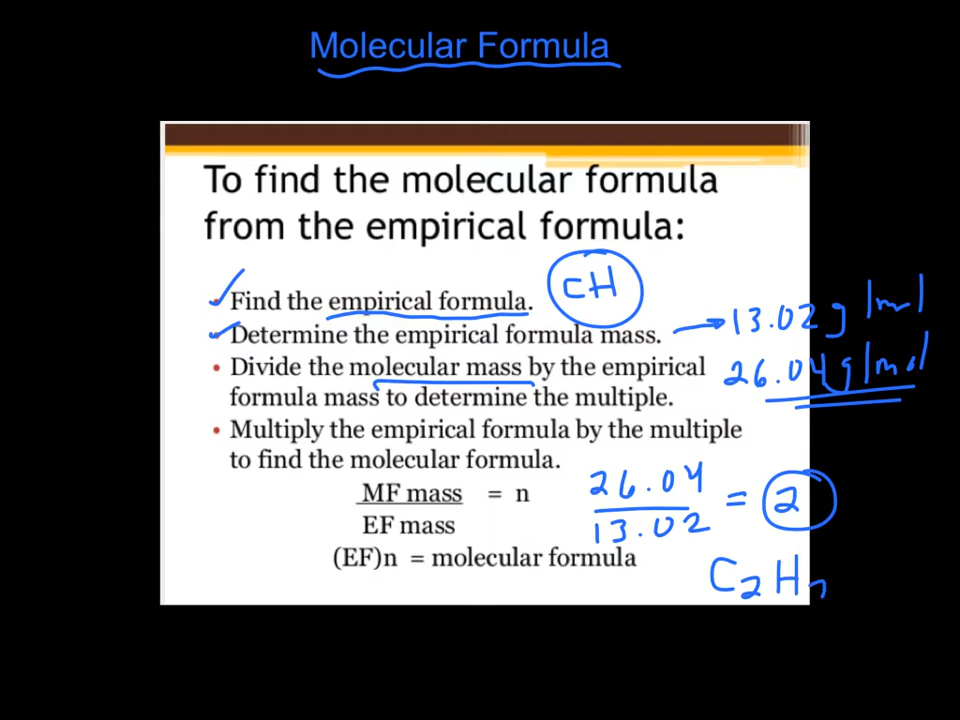 Molecular Formula
To find the molecular formula
from the empirical formula:
• Find the empirical formula.
CH
• Determine the empirical formula mass.
13.02 g/mol
• Divide the molecular mass by the empirical
26.04 g/mol
formula mass to determine the multiple.
• Multiply the empirical formula by the multiple
to find the molecular formula.
MF mass = n
EF mass
26.04
13.02
= 2
(EF)n = molecular formula
C₂H₂